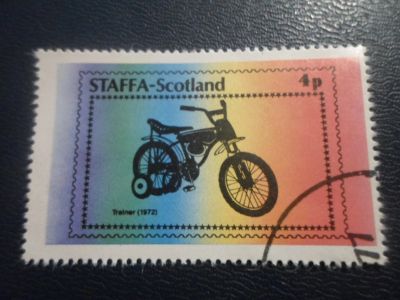 STAFFA-Scotland 4p
Trainer (1972)